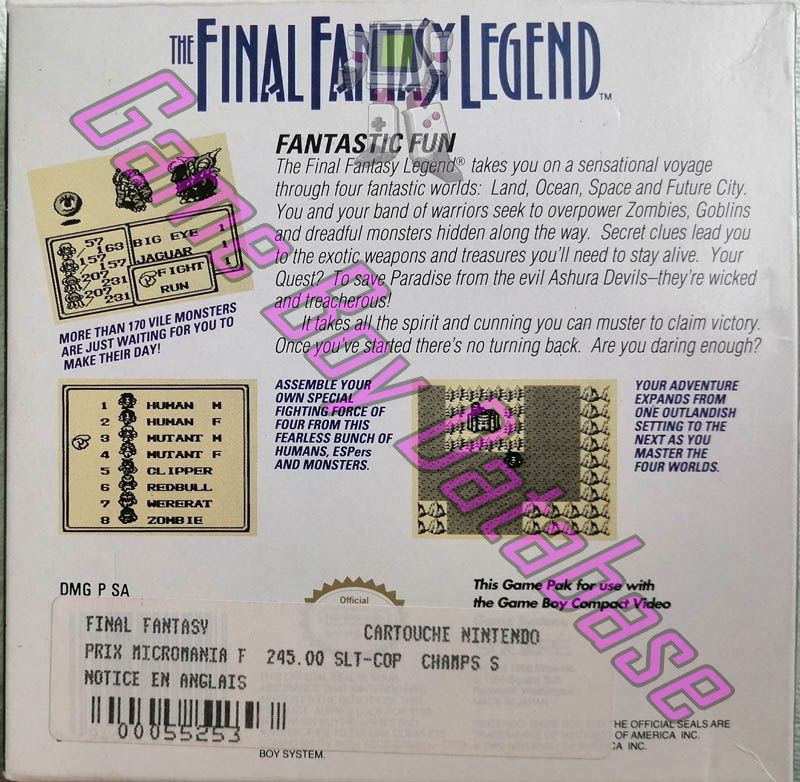 THE FINAL FANTASY LEGEND™
FANTASTIC FUN
The Final Fantasy Legend® takes you on a sensational voyage
through four fantastic worlds: Land, Ocean, Space and Future City.
You and your band of warriors seek to overpower Zombies, Goblins
and dreadful monsters hidden along the way. Secret clues lead you
to the exotic weapons and treasures you'll need to stay alive. Your
Quest? To save Paradise from the evil Ashura Devils—they're wicked
and treacherous!
It takes all the spirit and cunning you can muster to claim victory.
Once you've started there's no turning back. Are you daring enough?
57 163
157 157
207 231
207 231
BIG EYE 1
JAGUAR 1
1
FIGHT
RUN
MORE THAN 170 VILE MONSTERS
ARE JUST WAITING FOR YOU TO
MAKE THEIR DAY!
1 HUMAN M
2 HUMAN F
3 MUTANT M
4 MUTANT F
5 CLIPPER
6 REDBULL
7 WERERAT
8 ZOMBIE
ASSEMBLE YOUR
OWN SPECIAL
FIGHTING FORCE OF
FOUR FROM THIS
FEARLESS BUNCH OF
HUMANS, ESPers
AND MONSTERS.
YOUR ADVENTURE
EXPANDS FROM
ONE OUTLANDISH
SETTING TO THE
NEXT AS YOU
MASTER THE
FOUR WORLDS.
DMG P SA
Official
This Game Pak for use with
the Game Boy Compact Video
FINAL FANTASY CARTOUCHE NINTENDO
PRIX MICROMANIA F 245.00 SLT-COP CHAMPS S
NOTICE EN ANGLAIS
00055253
HE OFFICIAL SEALS ARE
OF AMERICA INC.
CA INC.
BOY SYSTEM.
Game Boy Database